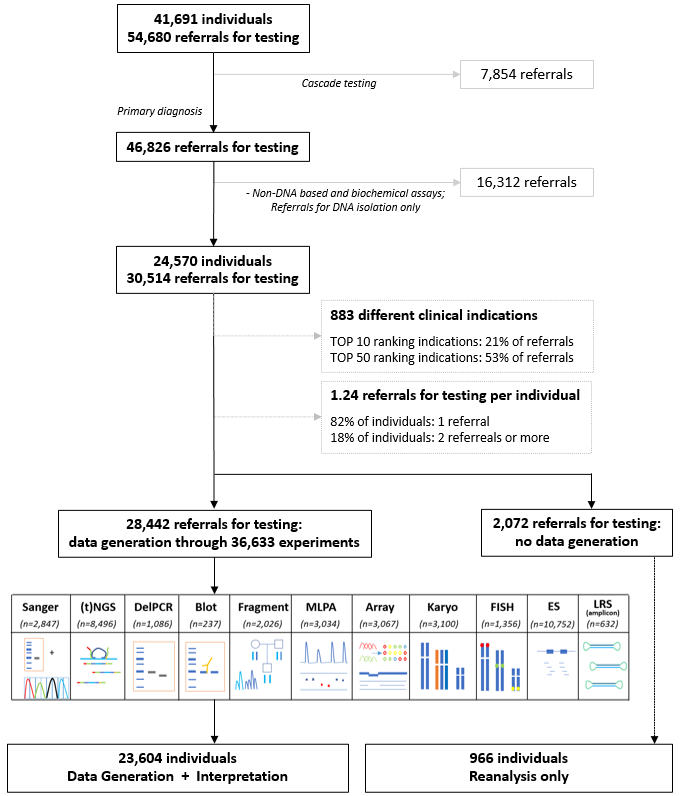 41,691 individuals
54,680 referrals for testing
Cascade testing
7,854 referrals
Primary diagnosis
46,826 referrals for testing
- Non-DNA based and biochemical assays;
Referrals for DNA isolation only
16,312 referrals
24,570 individuals
30,514 referrals for testing
883 different clinical indications
TOP 10 ranking indications: 21% of referrals
TOP 50 ranking indications: 53% of referrals
1.24 referrals for testing per individual
82% of individuals: 1 referral
18% of individuals: 2 referreals or more
28,442 referrals for testing:
data generation through 36,633 experiments
2,072 referrals for testing:
no data generation
Sanger
(n=2,847)
(t)NGS
(n=8,496)
DelPCR
(n=1,086)
Blot
(n=237)
Fragment
(n=2,026)
MLPA
(n=3,034)
Array
(n=3,067)
Karyo
(n=3,100)
FISH
(n=1,356)
ES
(n=10,752)
LRS
(amplicon)
(n=632)
+
23,604 individuals
Data Generation + Interpretation
966 individuals
Reanalysis only